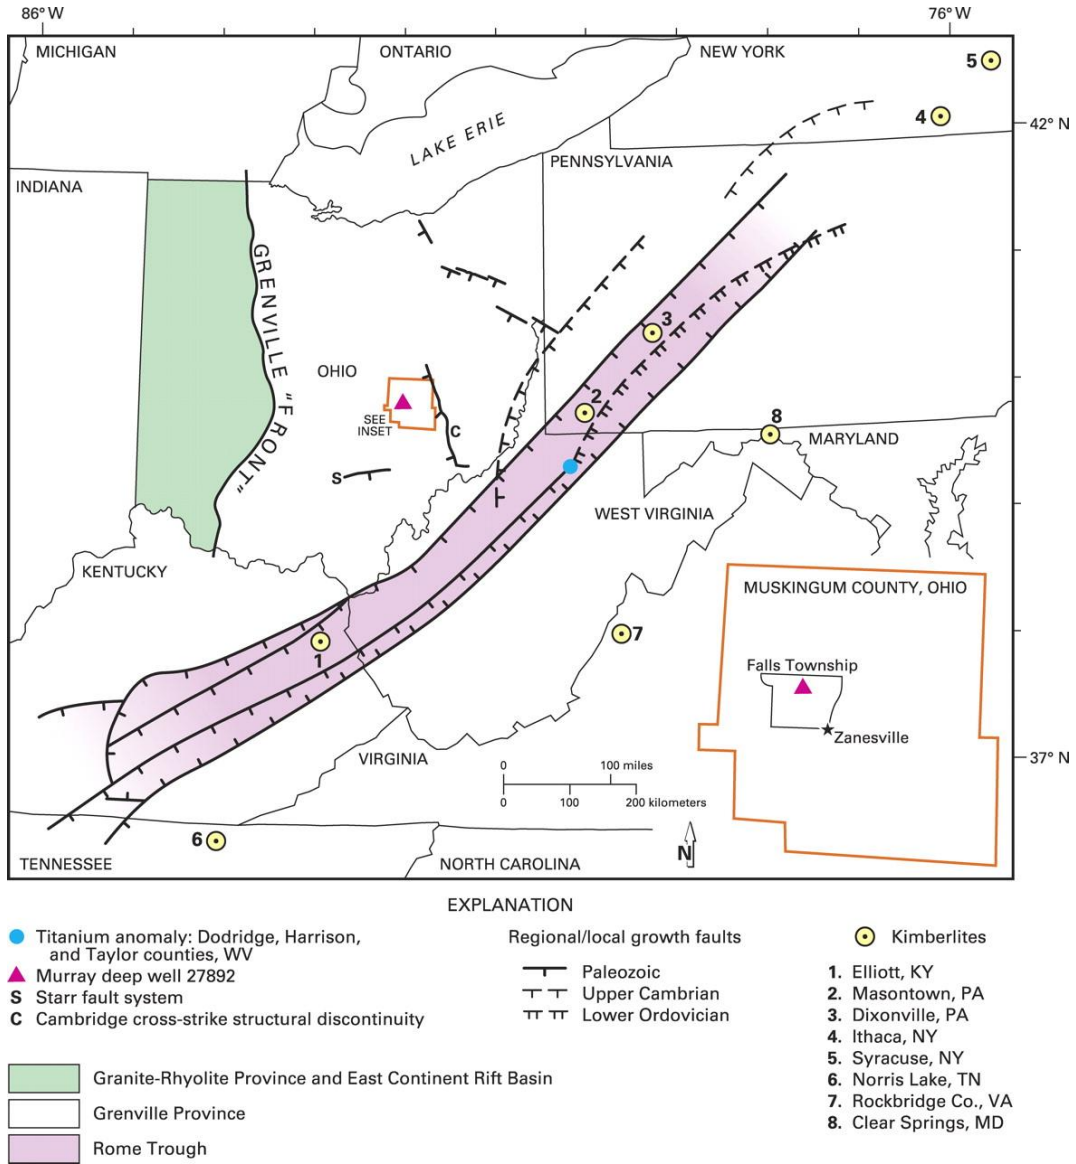 86° W
76° W
MICHIGAN
ONTARIO
NEW YORK
5
4
42° N
LAKE ERIE
PENNSYLVANIA
INDIANA
GRENVILLE "FRONT"
3
OHIO
2
SEE
INSET
C
8
MARYLAND
S
WEST VIRGINIA
KENTUCKY
MUSKINGUM COUNTY, OHIO
1
7
Falls Township
Zanesville
VIRGINIA
37° N
0 100 miles
0 100 200 kilometers
6
N
TENNESSEE
NORTH CAROLINA
EXPLANATION
Titanium anomaly: Dodridge, Harrison,
and Taylor counties, WV
Murray deep well 27892
S Starr fault system
C Cambridge cross-strike structural discontinuity
Regional/local growth faults
Paleozoic
Upper Cambrian
Lower Ordovician
Kimberlites
1. Elliott, KY
2. Masontown, PA
3. Dixonville, PA
4. Ithaca, NY
5. Syracuse, NY
6. Norris Lake, TN
7. Rockbridge Co., VA
8. Clear Springs, MD
Granite-Rhyolite Province and East Continent Rift Basin
Grenville Province
Rome Trough